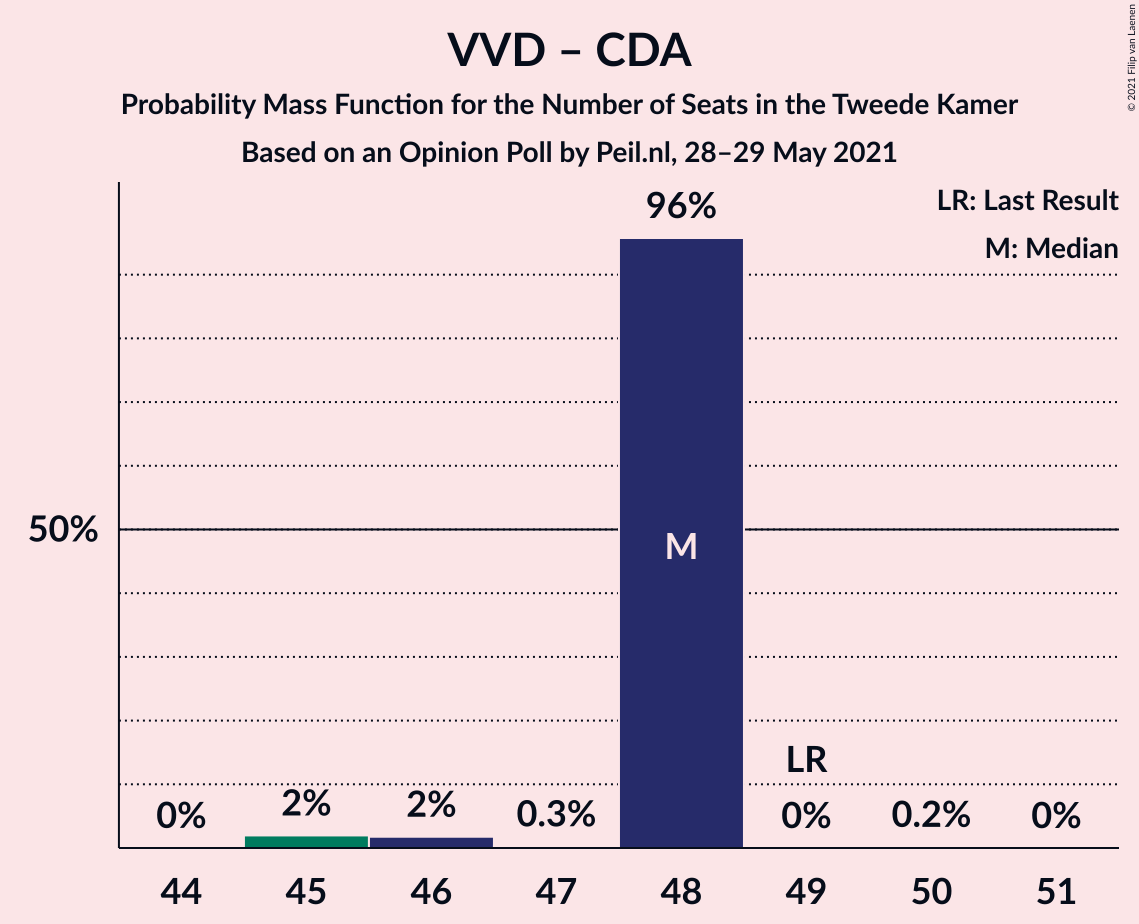 VVD – CDA
Probability Mass Function for the Number of Seats in the Tweede Kamer
Based on an Opinion Poll by Peil.nl, 28–29 May 2021
© 2021 Filip van Laenen
LR: Last Result
M: Median
96%
50%
M
LR
0%
2%
2%
0.3%
0%
0.2%
0%
44
45
46
47
48
49
50
51